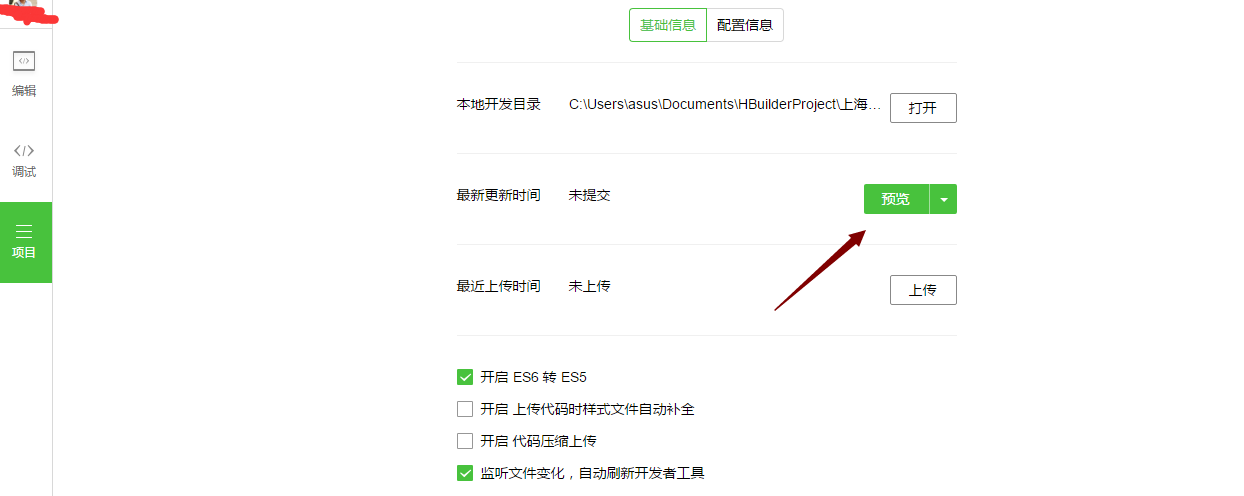 基础信息 配置信息
编辑
调试
项目
本地开发目录 C:\Users\asus\Documents\HBuilderProject\上海... 打开
最新更新时间 未提交 预览
最近上传时间 未上传 上传
开启 ES6 转 ES5
开启 上传代码时样式文件自动补全
开启 代码压缩上传
监听文件变化，自动刷新开发者工具